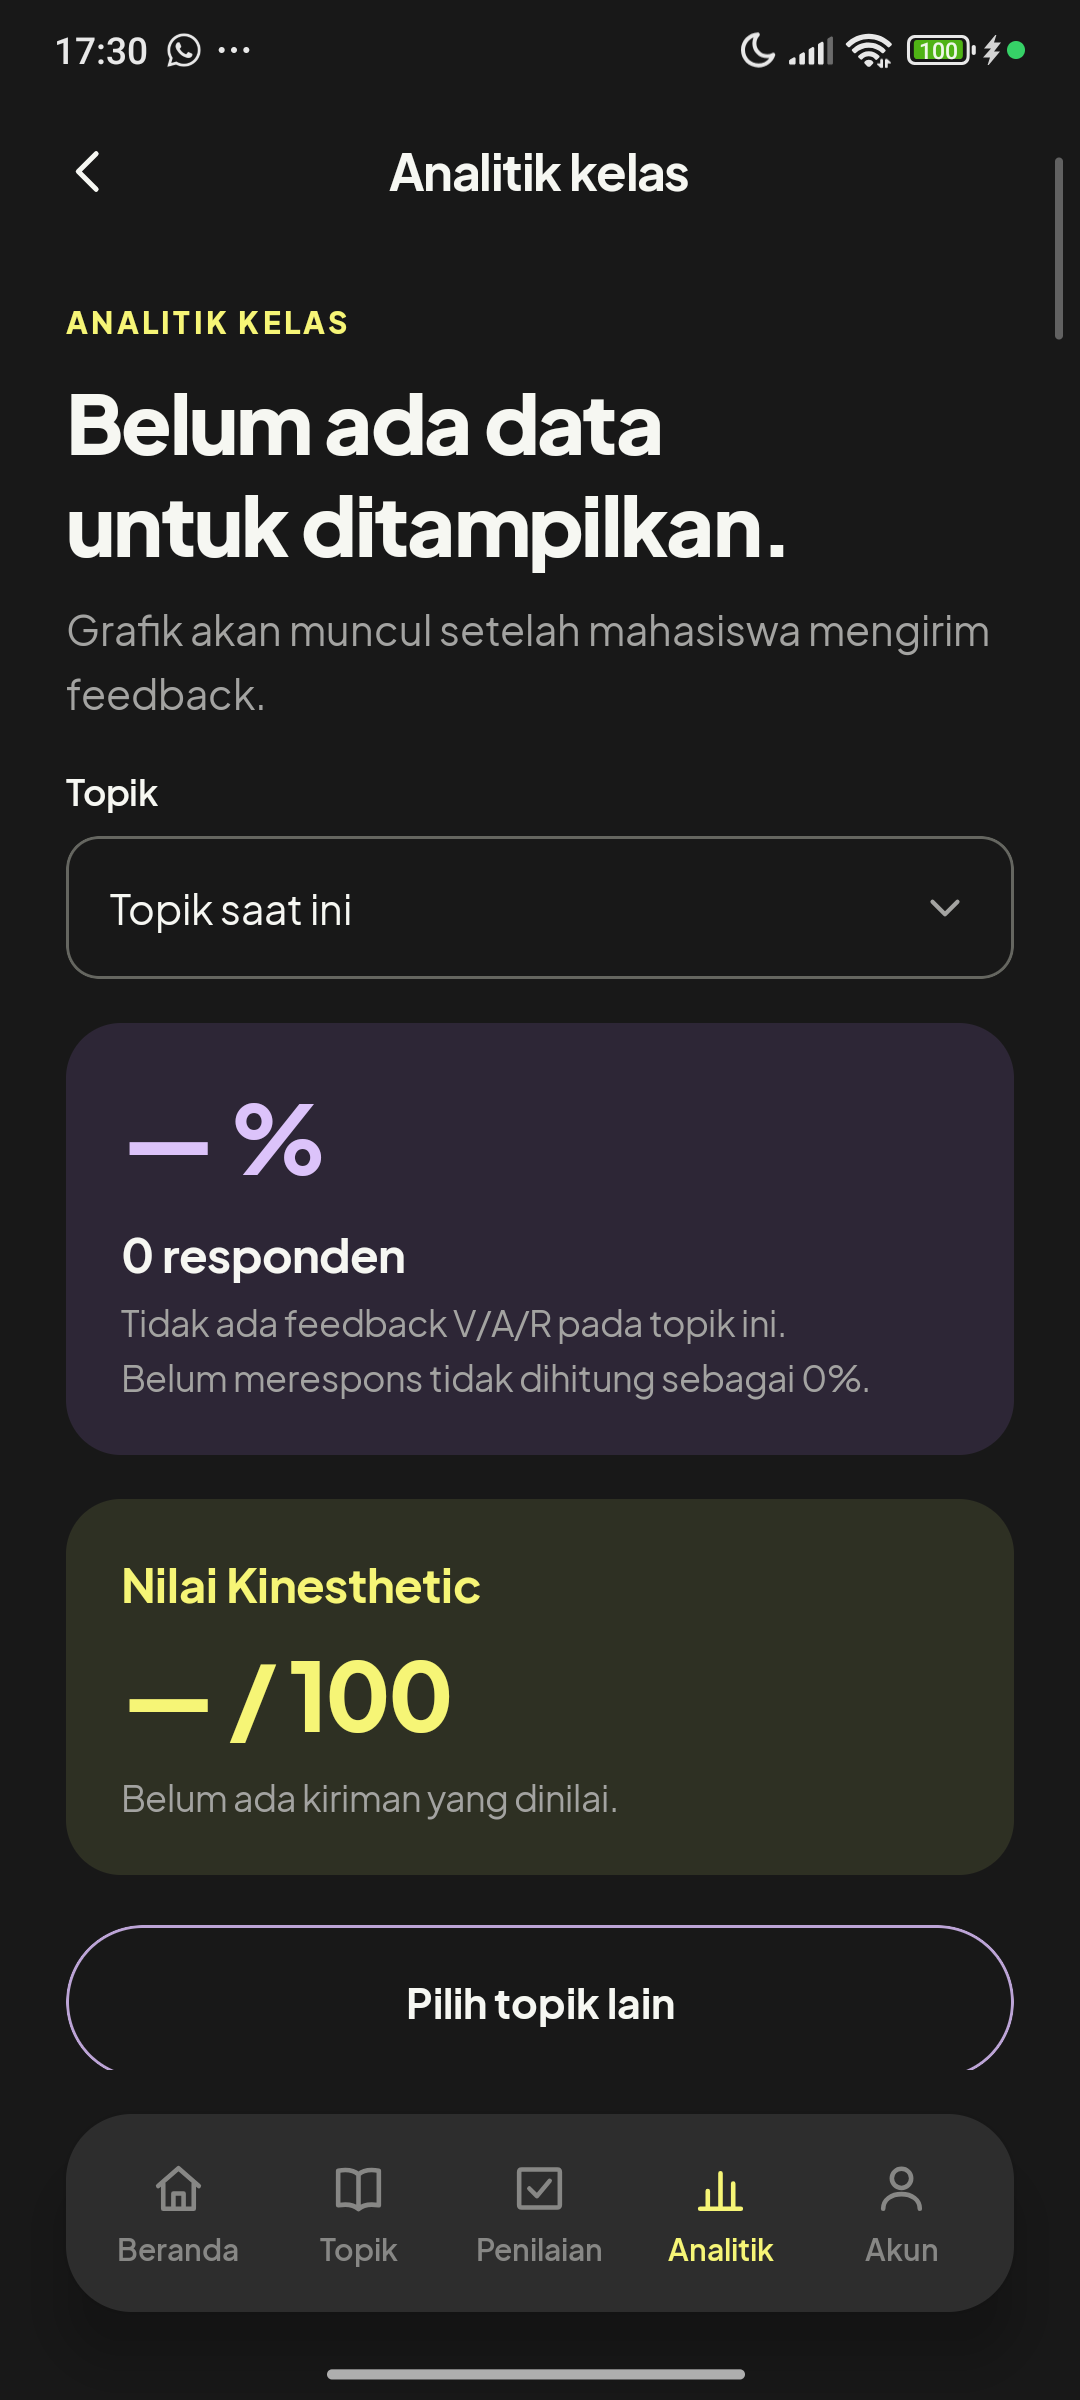 17:30
100
Analitik kelas
ANALITIK KELAS
Belum ada data
untuk ditampilkan.
Grafik akan muncul setelah mahasiswa mengirim
feedback.
Topik
Topik saat ini
— %
0 responden
Tidak ada feedback V/A/R pada topik ini.
Belum merespons tidak dihitung sebagai 0%.
Nilai Kinesthetic
— / 100
Belum ada kiriman yang dinilai.
Pilih topik lain
Beranda
Topik
Penilaian
Analitik
Akun